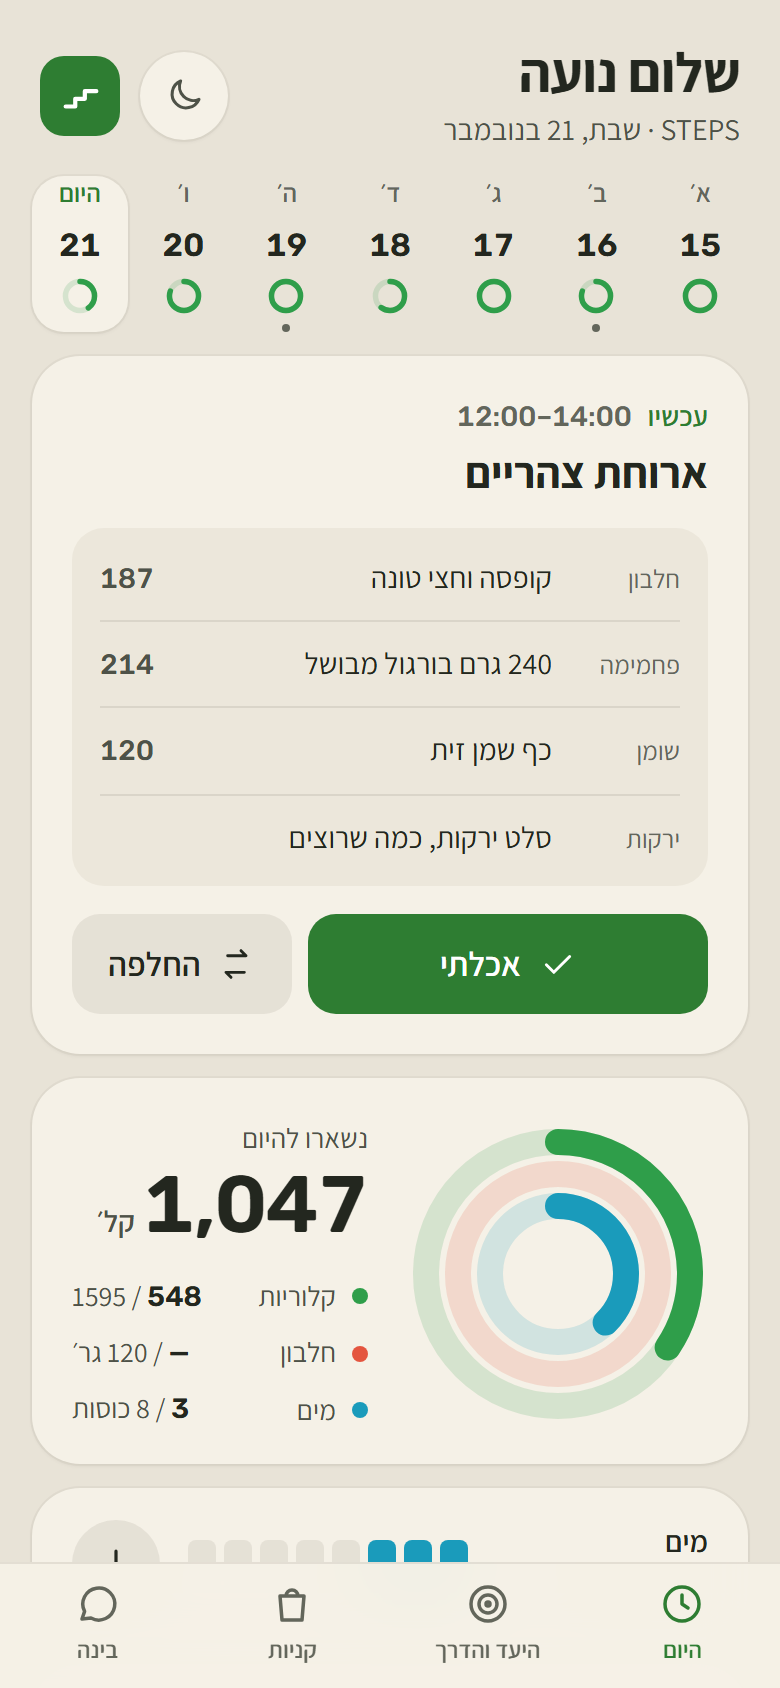 שלום נועה
STEPS · שבת, 21 בנובמבר
א׳ ב׳ ג׳ ד׳ ה׳ ו׳ היום
15 16 17 18 19 20 21
עכשיו 12:00–14:00
ארוחת צהריים
חלבון קופסה וחצי טונה 187
פחמימה 240 גרם בורגול מבושל 214
שומן כף שמן זית 120
ירקות סלט ירקות, כמה שרוצים
אכלתי
החלפה
נשארו להיום
1,047 קל׳
קלוריות 548 / 1595
חלבון – / 120 גר׳
מים 3 / 8 כוסות
מים
היום
היעד והדרך
קניות
בינה